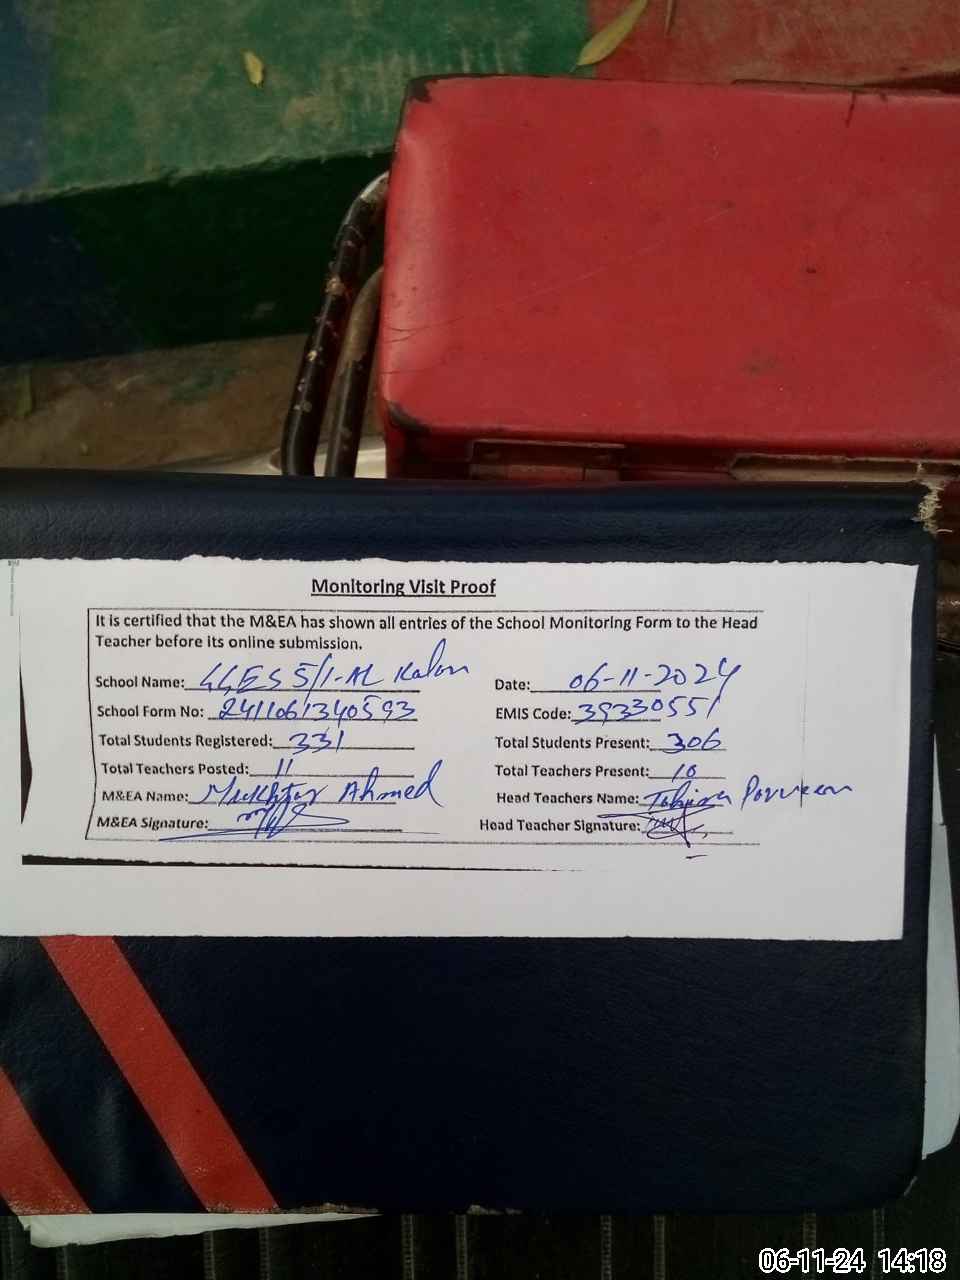 Monitoring Visit Proof
It is certified that the M&EA has shown all entries of the School Monitoring Form to the Head
Teacher before its online submission.
School Name: GGES 5/1-AL Kalan Date: 06-11-2024
School Form No: 2411061340593 EMIS Code: 39330551
Total Students Registered: 331 Total Students Present: 306
Total Teachers Posted: 11 Total Teachers Present: 10
M&EA Name: Mukhtar Ahmed Head Teachers Name: Tahira Parveen
M&EA Signature: Head Teacher Signature:
06-11-24 14:18